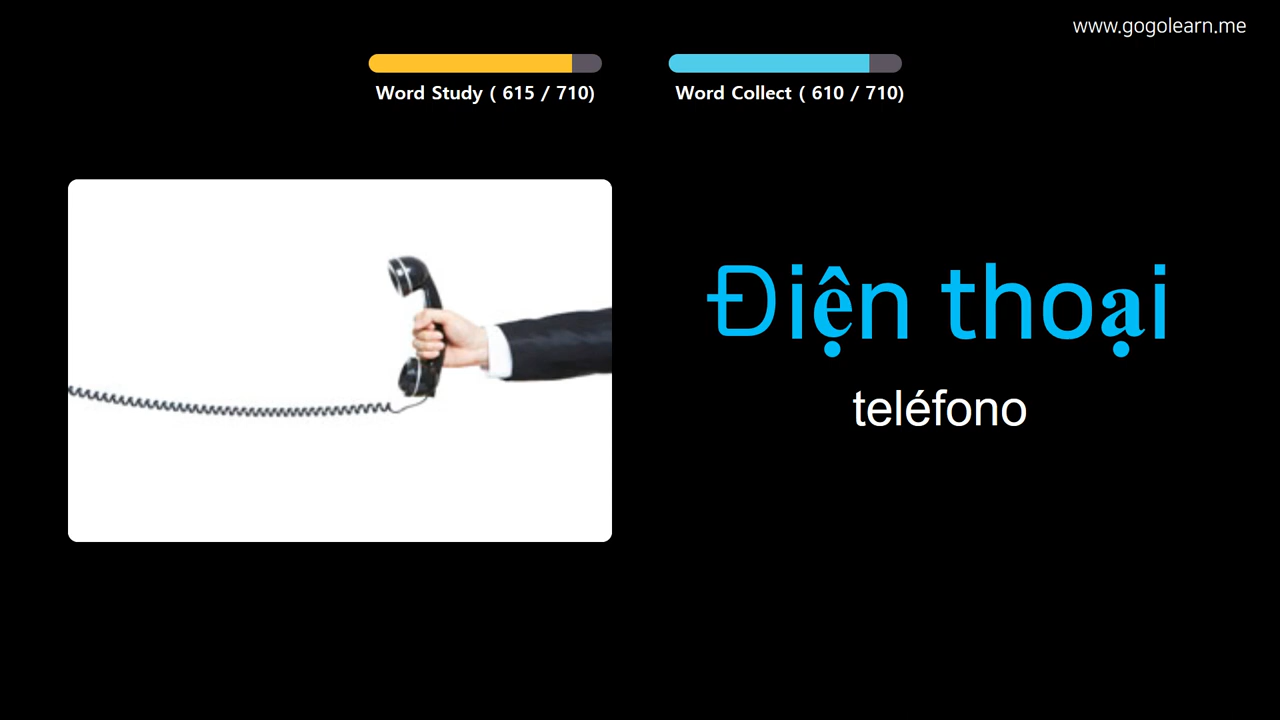 www.gogolearn.me
Word Study ( 615 / 710)
Word Collect ( 610 / 710)
Điện thoại
teléfono